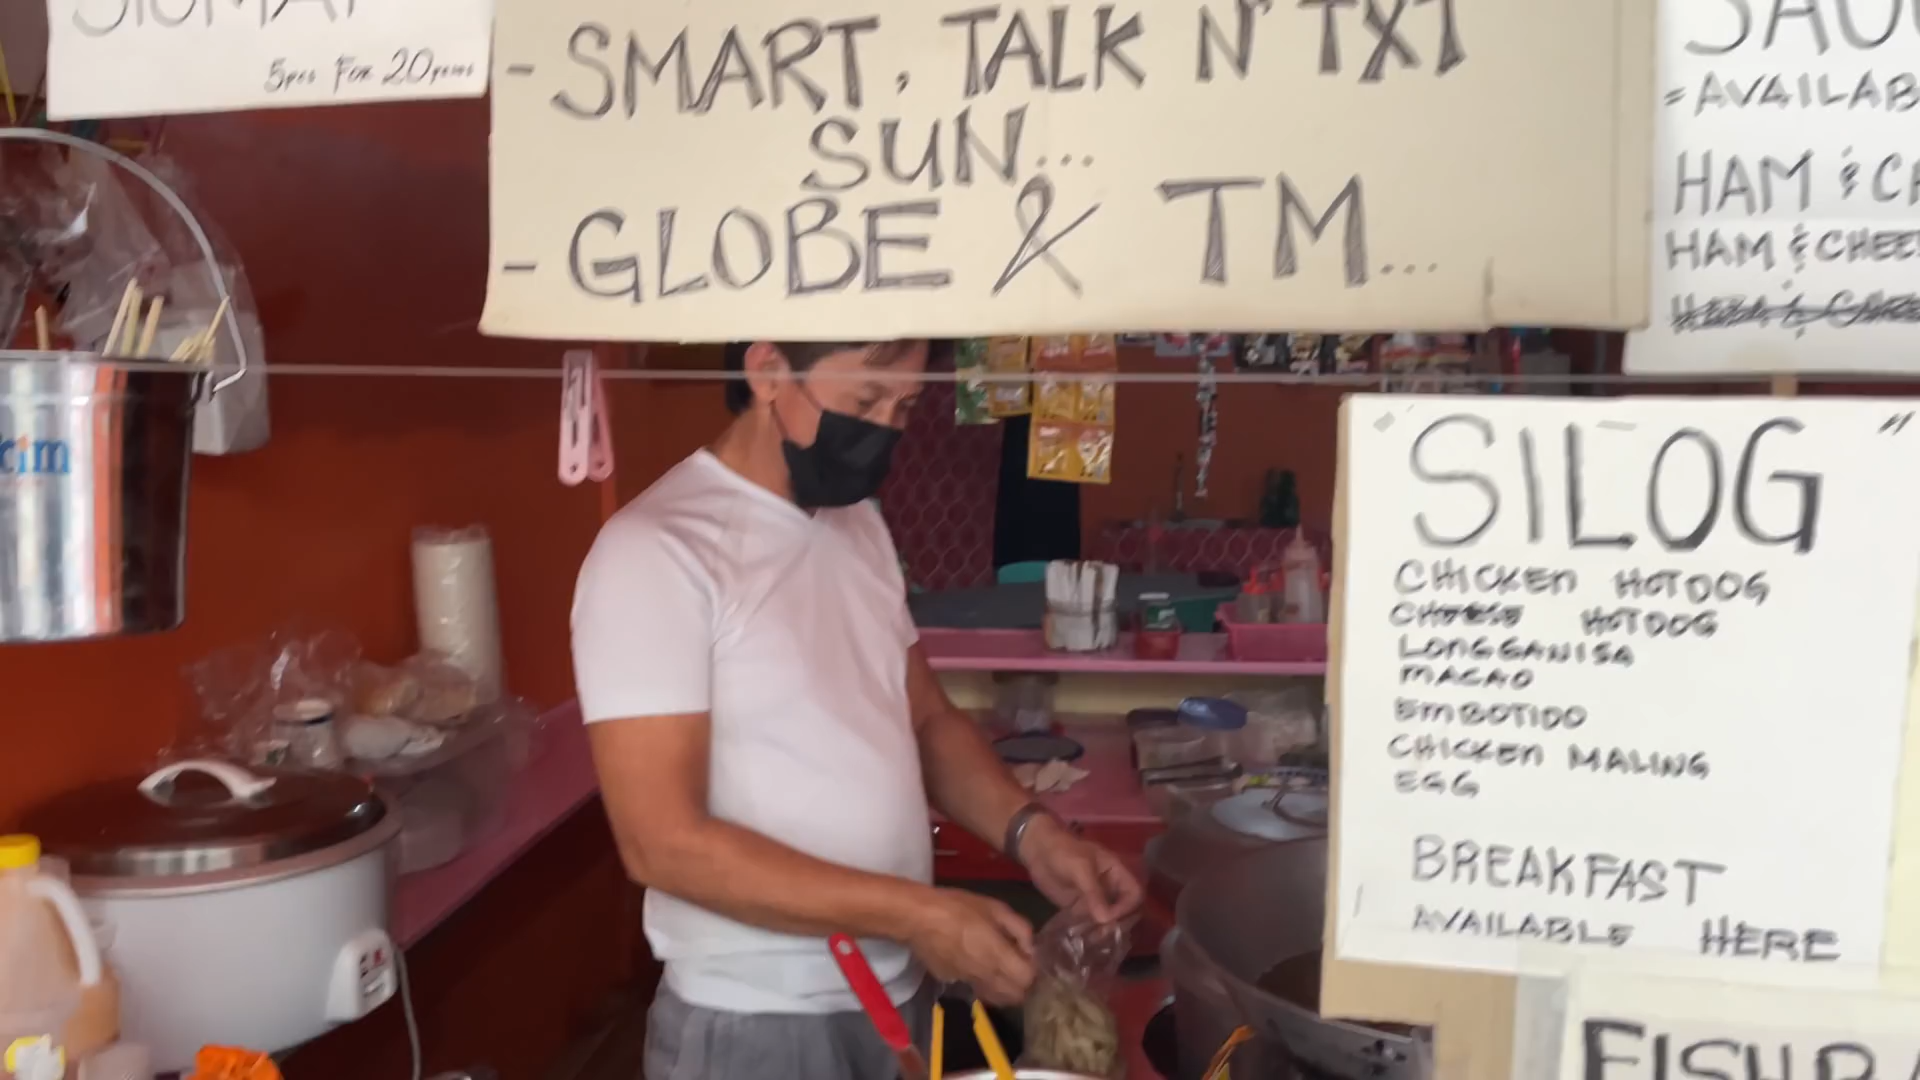 5pcs For 20pesos
- SMART, TALK N' TXT
SUN...
- GLOBE & TM...
= AVAILAB
HAM &
HAM & CHEE
SILOG
CHICKEN HOTDOG
CHEESE HOTDOG
LONGGANISA
MACAO
EMBOTIDO
CHICKEN MALING
EGG
BREAKFAST
AVAILABLE HERE